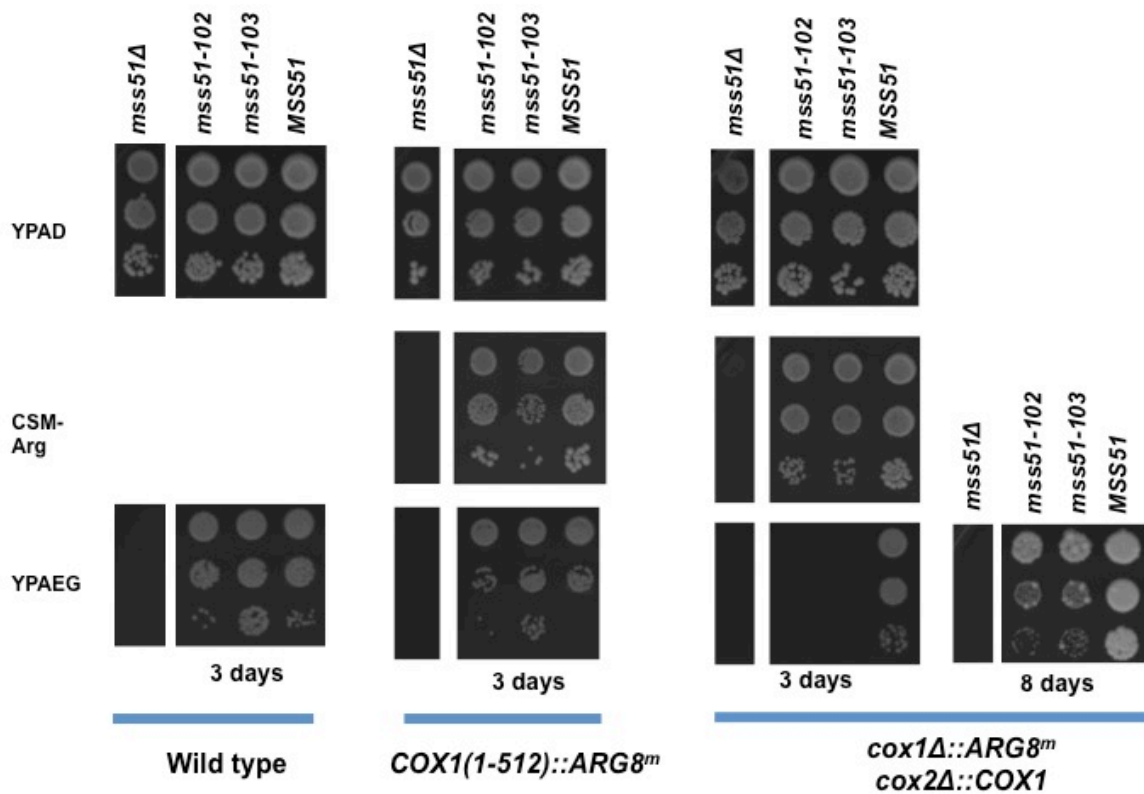 mss51Δ
mss51-102
mss51-103
MSS51
mss51Δ
mss51-102
mss51-103
MSS51
mss51Δ
mss51-102
mss51-103
MSS51
YPAD
CSM-
Arg
mss51Δ
mss51-102
mss51-103
MSS51
YPAEG
3 days
3 days
3 days
8 days
Wild type
COX1(1-512)::ARG8ᵐ
cox1Δ::ARG8ᵐ
cox2Δ::COX1